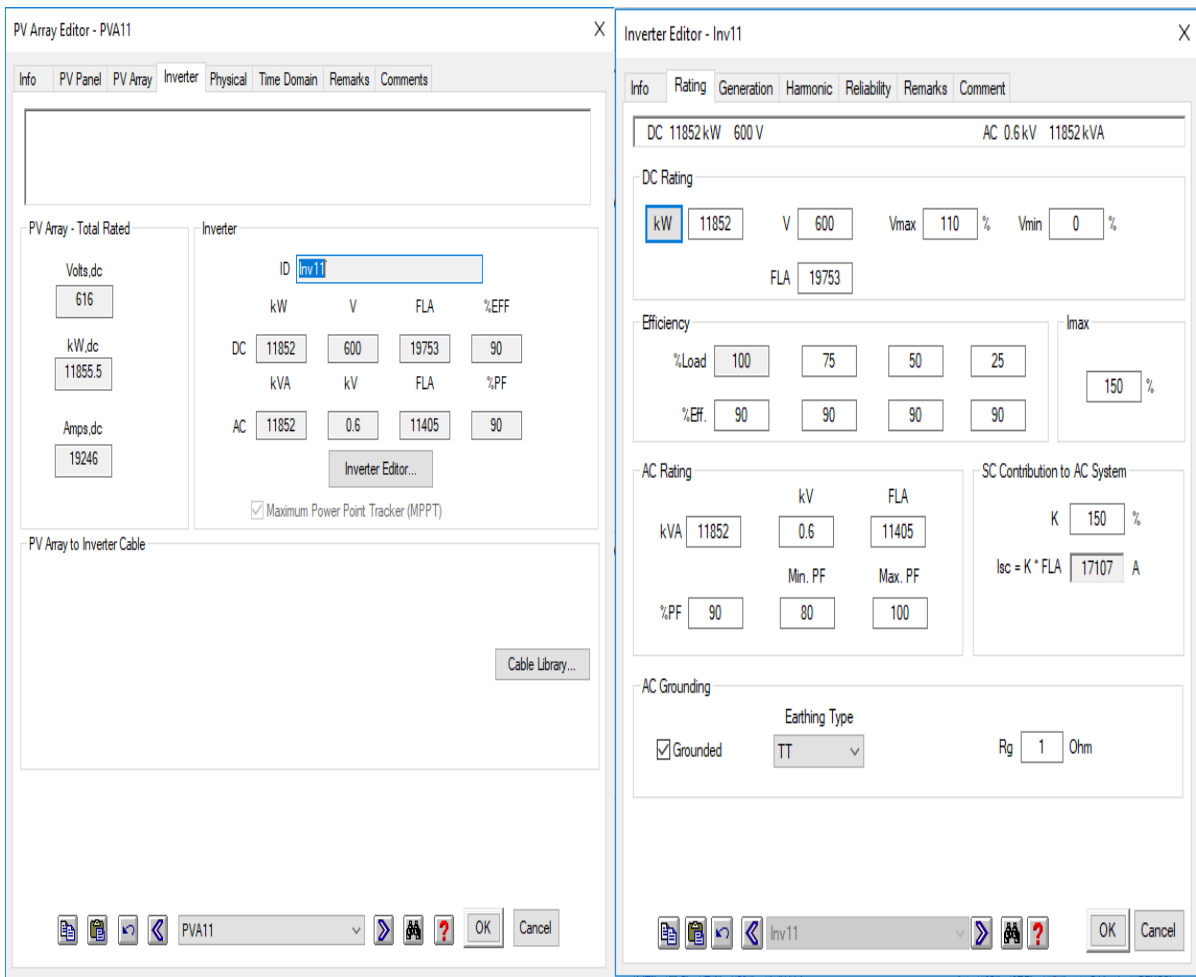 PV Array Editor - PVA11
X
Info PV Panel PV Array Inverter Physical Time Domain Remarks Comments
PV Array - Total Rated
Volts,dc
616
kW,dc
11855.5
Amps,dc
19246
Inverter
ID Inv11
kW V FLA %EFF
DC 11852 600 19753 90
kVA kV FLA %PF
AC 11852 0.6 11405 90
Inverter Editor...
Maximum Power Point Tracker (MPPT)
PV Array to Inverter Cable
Cable Library...
PVA11
?
OK
Cancel
Inverter Editor - Inv11
X
Info Rating Generation Harmonic Reliability Remarks Comment
DC 11852 kW 600 V AC 0.6 kV 11852 kVA
DC Rating
kW 11852 V 600 Vmax 110 % Vmin 0 %
FLA 19753
Efficiency
%Load 100 75 50 25
%Eff. 90 90 90 90
Imax
150 %
AC Rating
kV FLA
kVA 11852 0.6 11405
Min. PF Max. PF
%PF 90 80 100
SC Contribution to AC System
K 150 %
Isc = K * FLA 17107 A
AC Grounding
Earthing Type
Grounded TT Rg 1 Ohm
Inv11
?
OK
Cancel